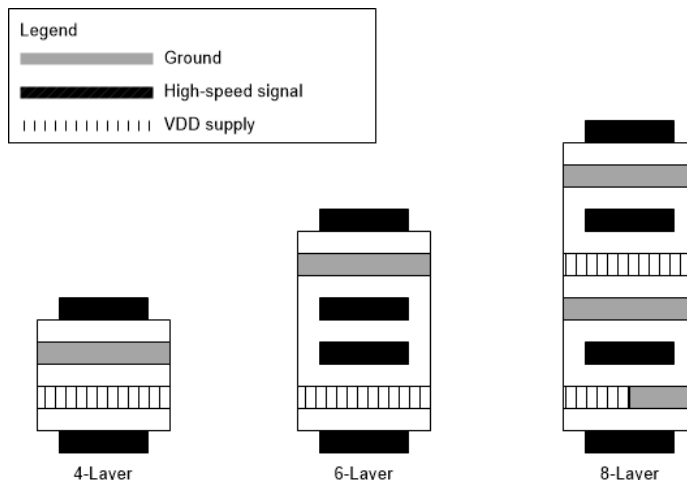 Legend
Ground
High-speed signal
VDD supply
4-Layer
6-Layer
8-Layer